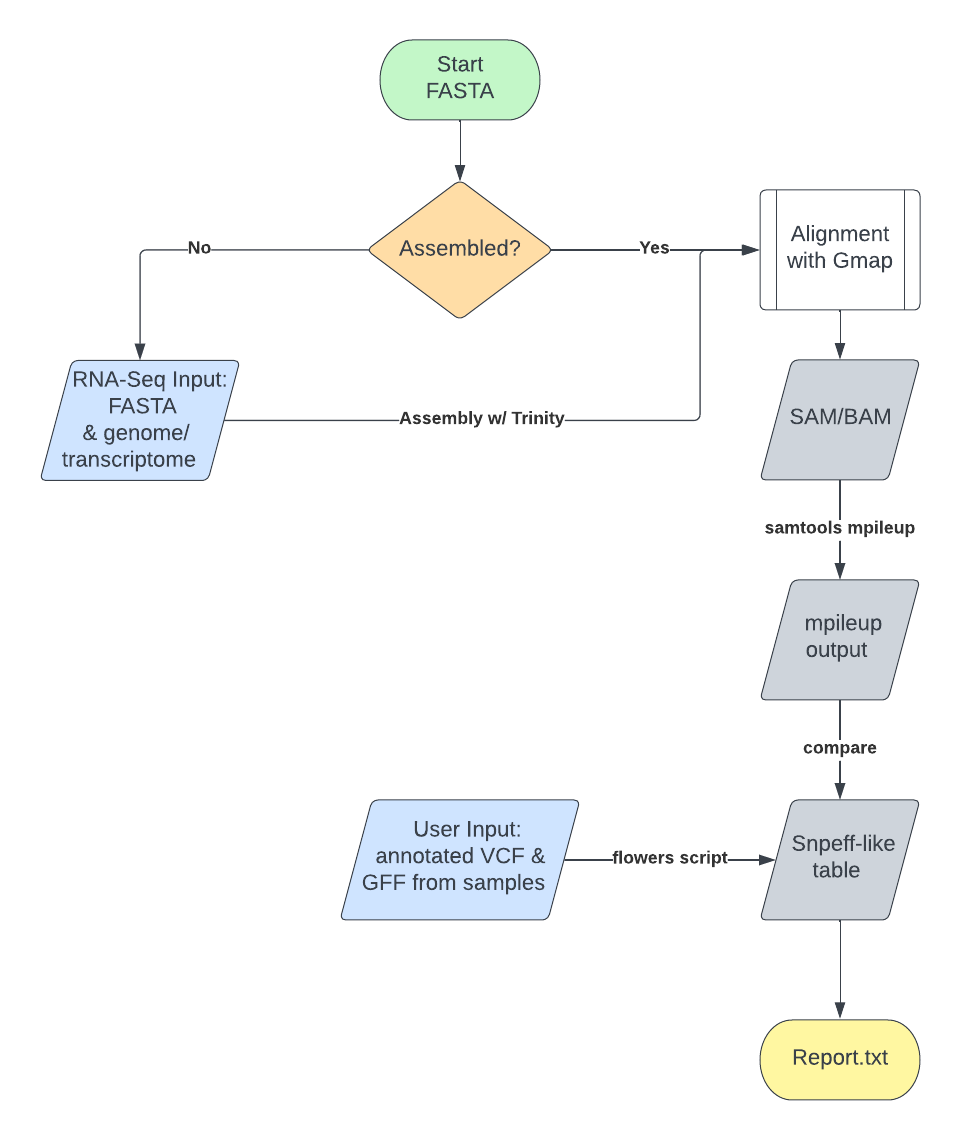 Start
FASTA
Assembled?
No
Yes
Alignment
with Gmap
RNA-Seq Input:
FASTA
& genome/
transcriptome
Assembly w/ Trinity
SAM/BAM
samtools mpileup
mpileup
output
compare
User Input:
annotated VCF &
GFF from samples
flowers script
Snpeff-like
table
Report.txt